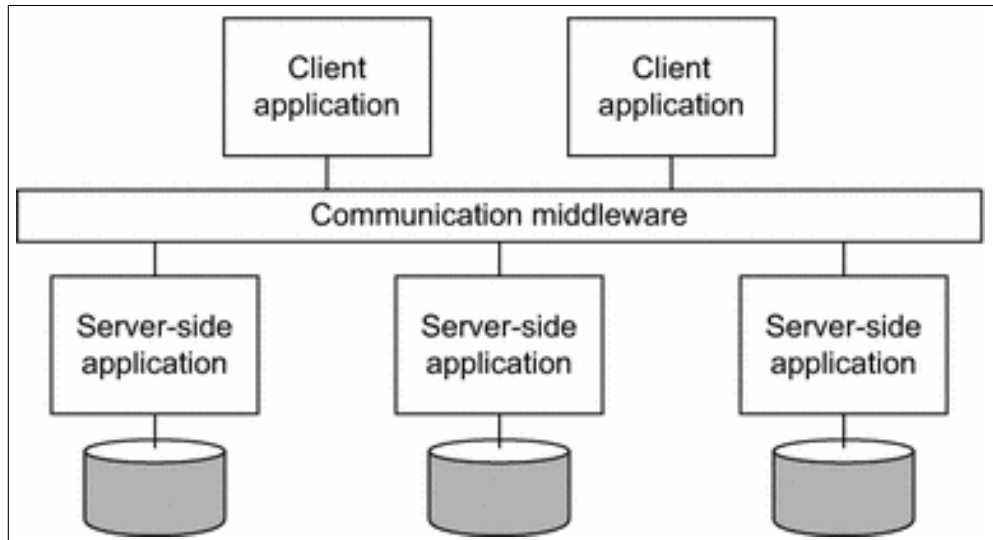 Client
application
Client
application
Communication middleware
Server-side
application
Server-side
application
Server-side
application